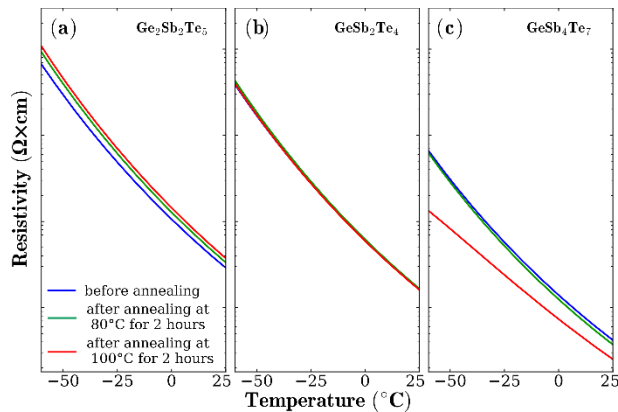 (a) Ge₂Sb₂Te₅
(b) GeSb₂Te₄
(c) GeSb₄Te₇
Resistivity (Ω×cm)
before annealing
after annealing at
80°C for 2 hours
after annealing at
100°C for 2 hours
−50 −25 0 25
−50 −25 0 25
−50 −25 0 25
Temperature (°C)